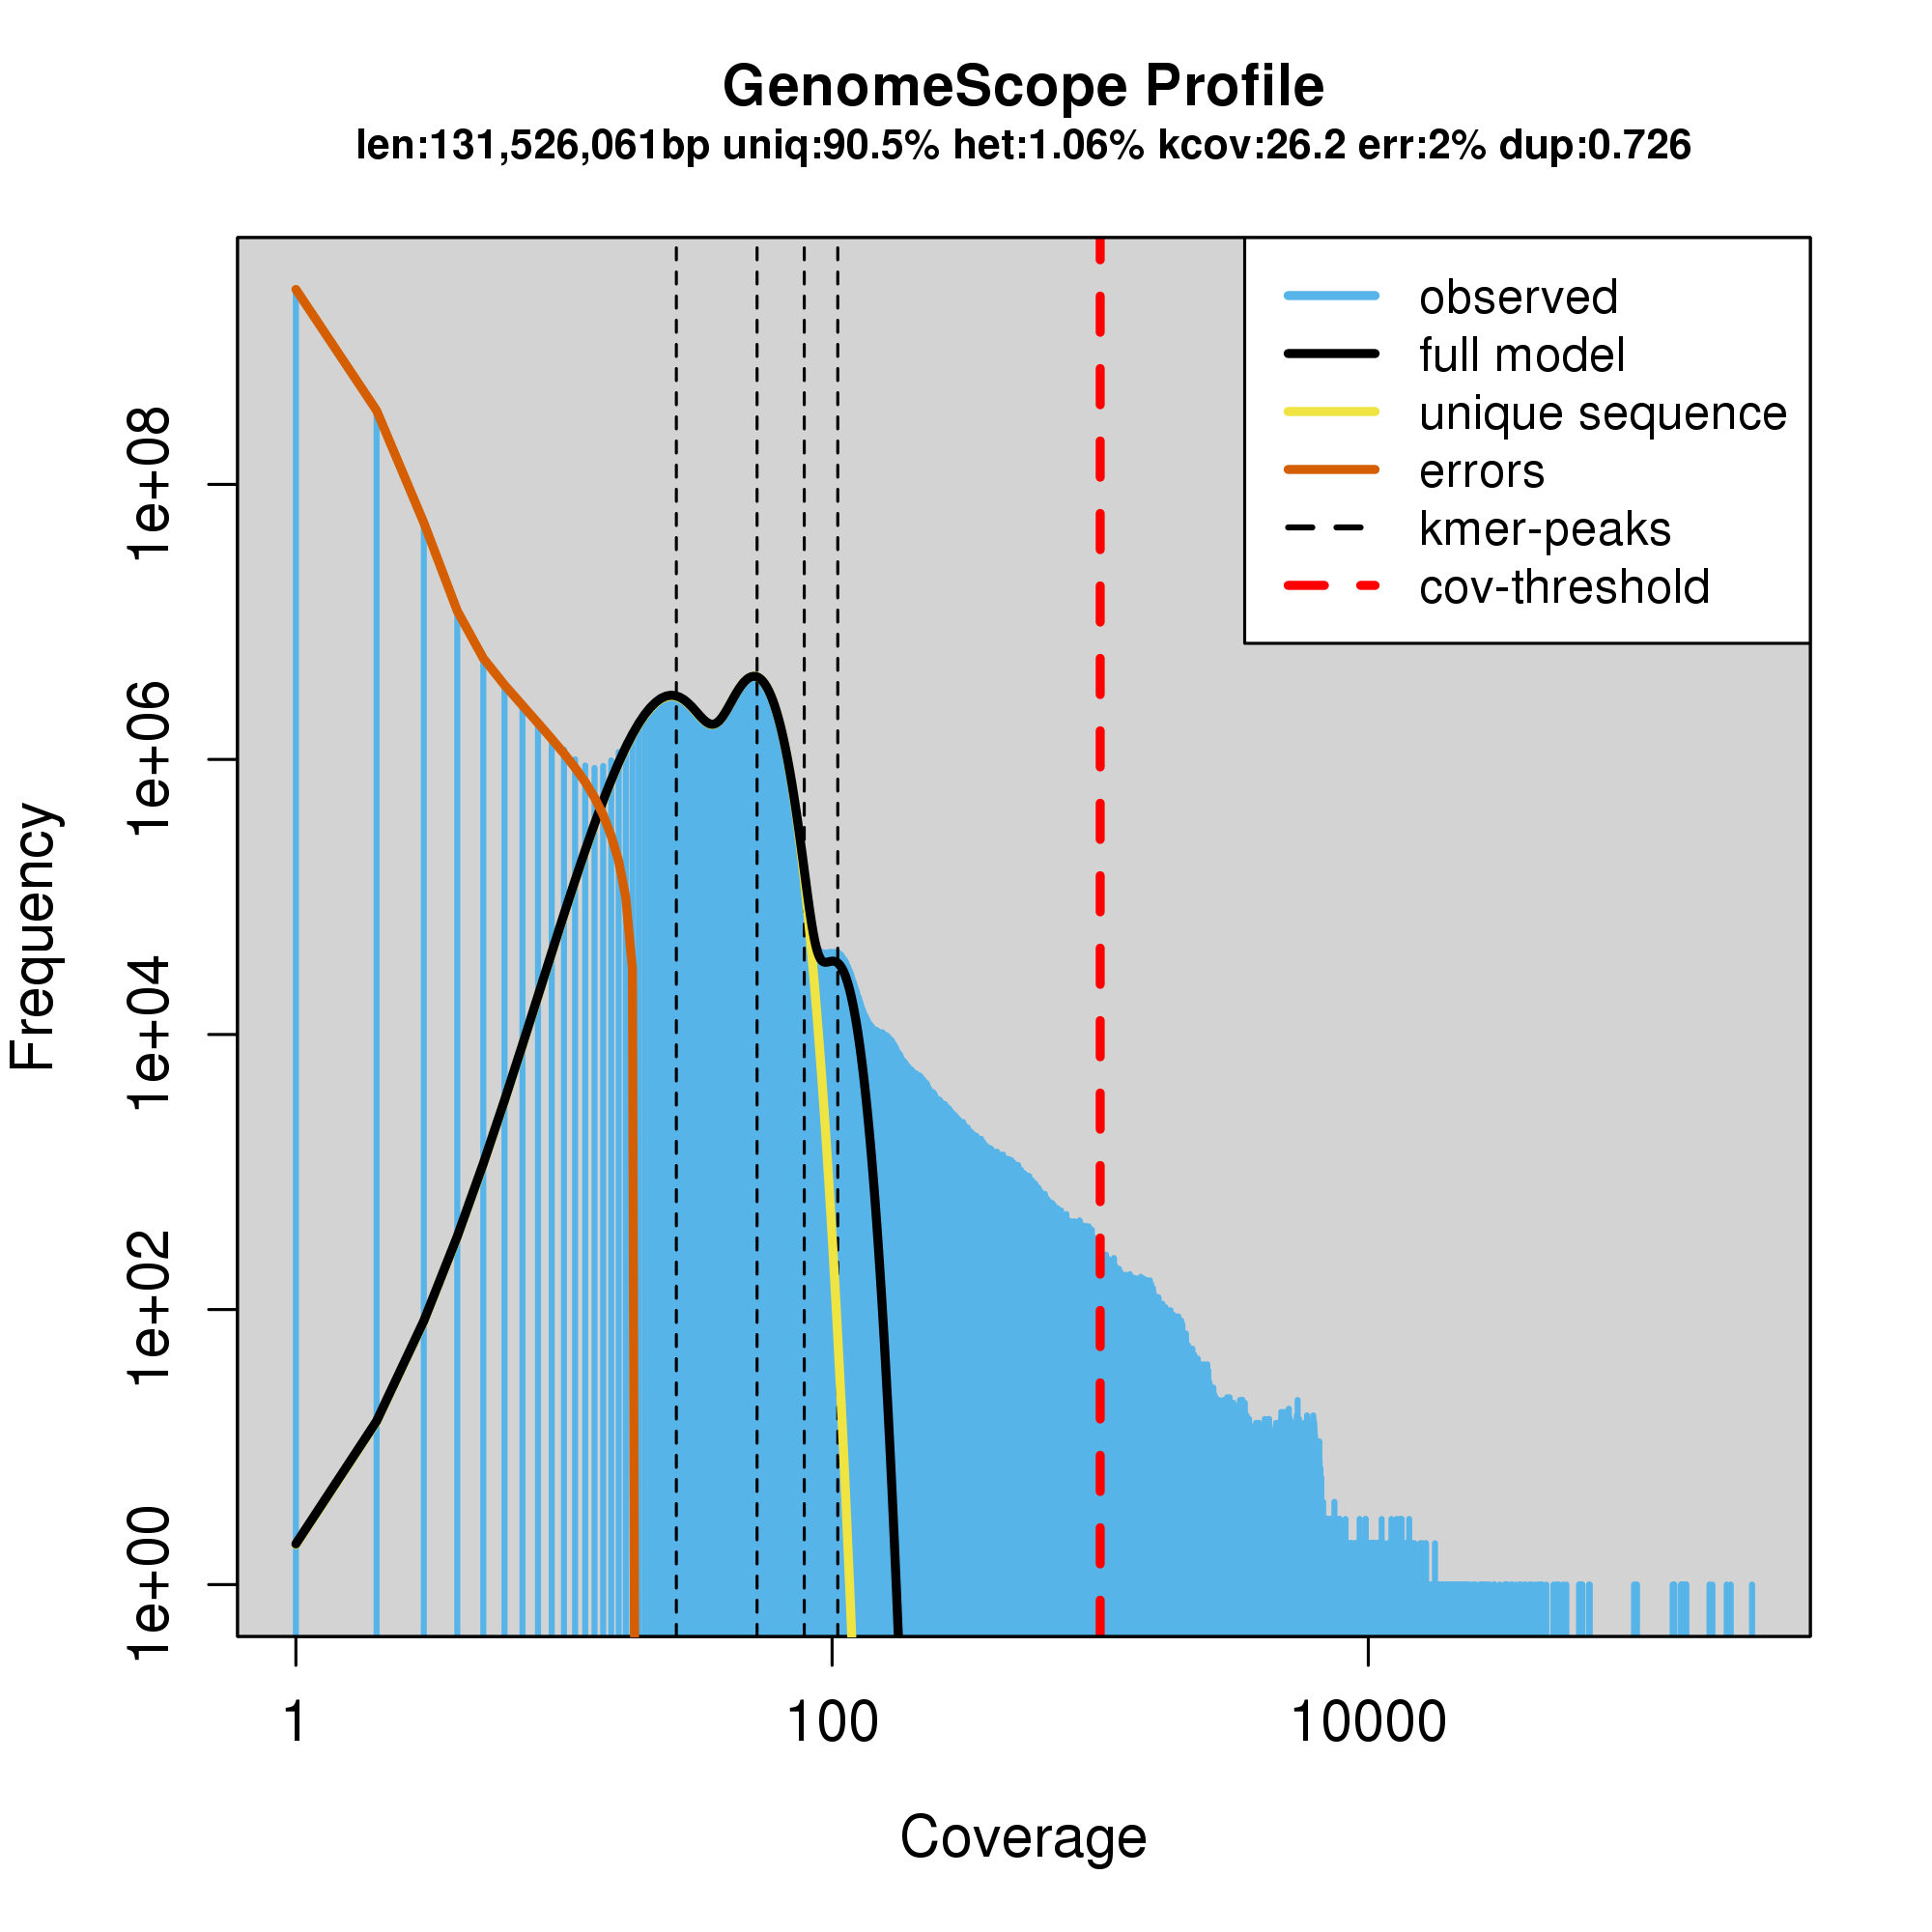 GenomeScope Profile
len:131,526,061bp uniq:90.5% het:1.06% kcov:26.2 err:2% dup:0.726
observed
full model
unique sequence
errors
kmer-peaks
cov-threshold
Frequency
1e+08
1e+06
1e+04
1e+02
1e+00
1
100
10000
Coverage